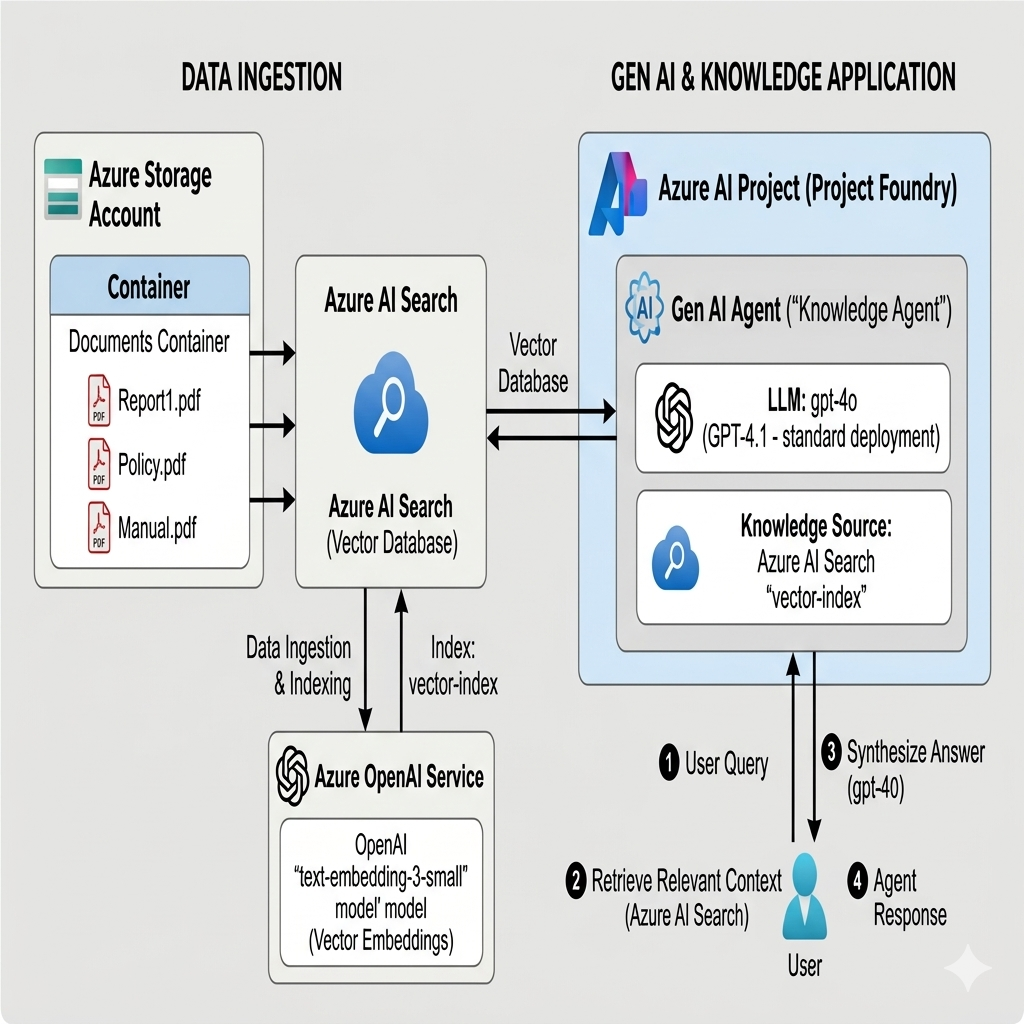 DATA INGESTION
GEN AI & KNOWLEDGE APPLICATION
Azure Storage
Account
Container
Documents Container
PDF
Report1.pdf
PDF
Policy.pdf
PDF
Manual.pdf
Azure AI Search
Azure AI Search
(Vector Database)
Vector
Database
Azure AI Project (Project Foundry)
AI
Gen AI Agent (“Knowledge Agent”)
LLM: gpt-4o
(GPT-4.1 - standard deployment)
Knowledge Source:
Azure AI Search
“vector-index”
Data Ingestion
& Indexing
Index:
vector-index
Azure OpenAI Service
OpenAI
“text-embedding-3-small”
model' model
(Vector Embeddings)
1 User Query
3 Synthesize Answer
(gpt-40)
2 Retrieve Relevant Context
(Azure AI Search)
4 Agent
Response
User